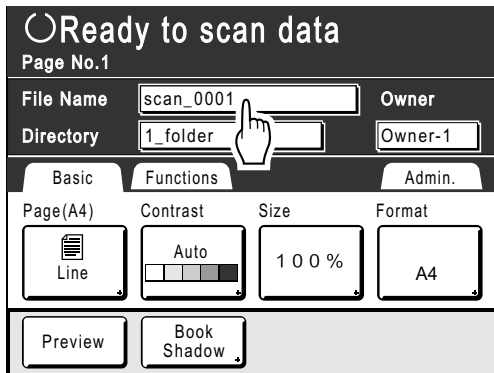 Ready to scan data
Page No.1
File Name scan_0001 Owner
Directory 1_folder Owner-1
Basic Functions Admin.
Page(A4) Contrast Size Format
Line Auto 100% A4
Preview Book
Shadow